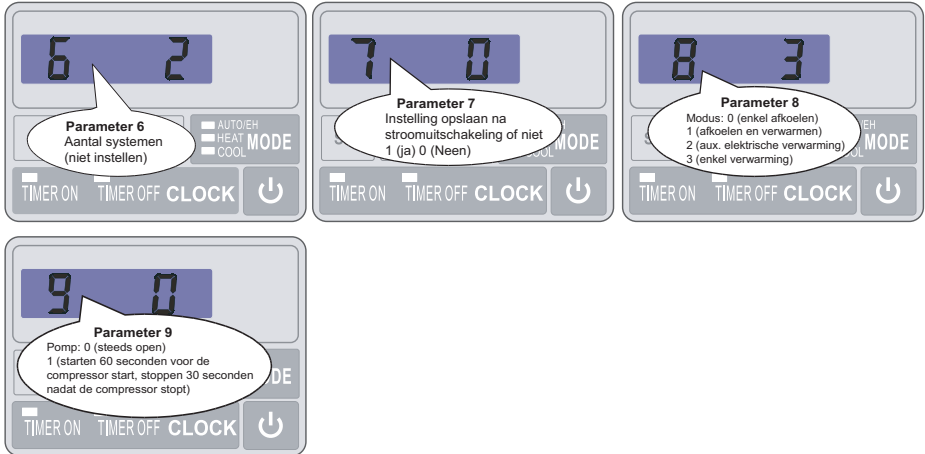 6 2
Parameter 6
Aantal systemen
(niet instellen)
AUTO/EH
HEAT
COOL
MODE
TIMER ON TIMER OFF CLOCK
7 0
Parameter 7
Instelling opslaan na
stroomuitschakeling of niet
1 (ja) 0 (Neen)
MODE
TIMER ON TIMER OFF CLOCK
8 3
Parameter 8
Modus: 0 (enkel afkoelen)
1 (afkoelen en verwarmen)
2 (aux. elektrische verwarming)
3 (enkel verwarming)
MODE
TIMER ON TIMER OFF CLOCK
9 0
Parameter 9
Pomp: 0 (steeds open)
1 (starten 60 seconden voor de
compressor start, stoppen 30 seconden
nadat de compressor stopt)
TIMER ON TIMER OFF CLOCK